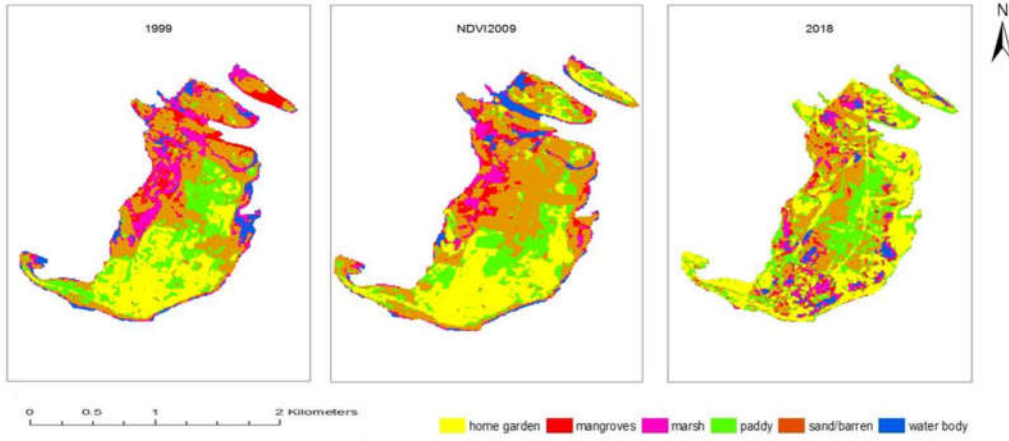 1999
NDVI2009
2018
N
0 0.5 1 2 Kilometers
home garden mangroves marsh paddy sand/barren water body